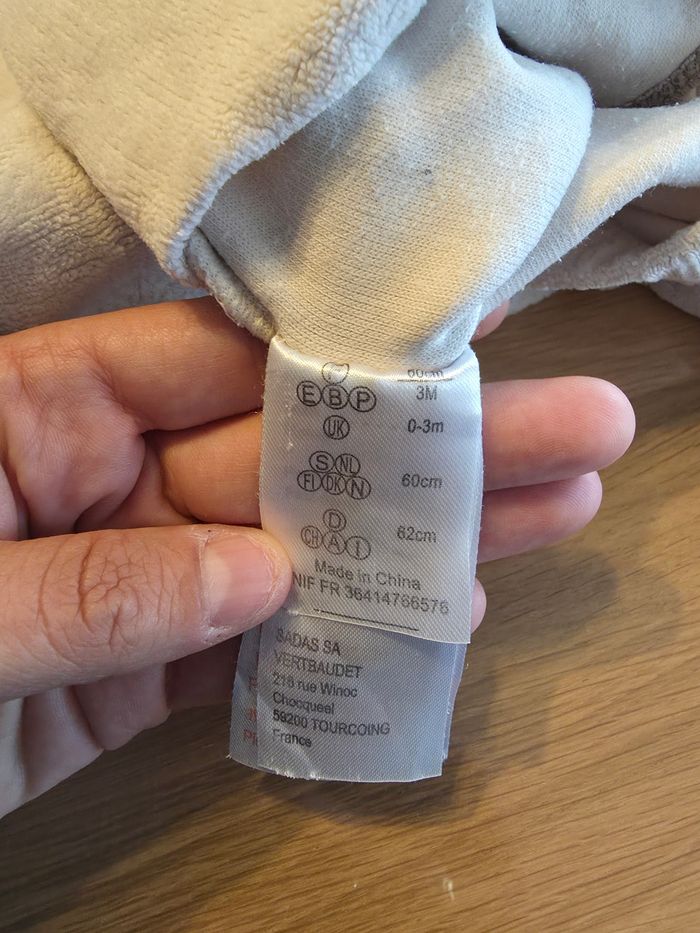 60cm
E B P 3M
UK 0-3m
S NL
FI DK N 60cm
D
CH A I 62cm
Made in China
NIF FR 36414766576
SADAS SA
VERTBAUDET
216 rue Winoc
Chocqueel
59200 TOURCOING
France